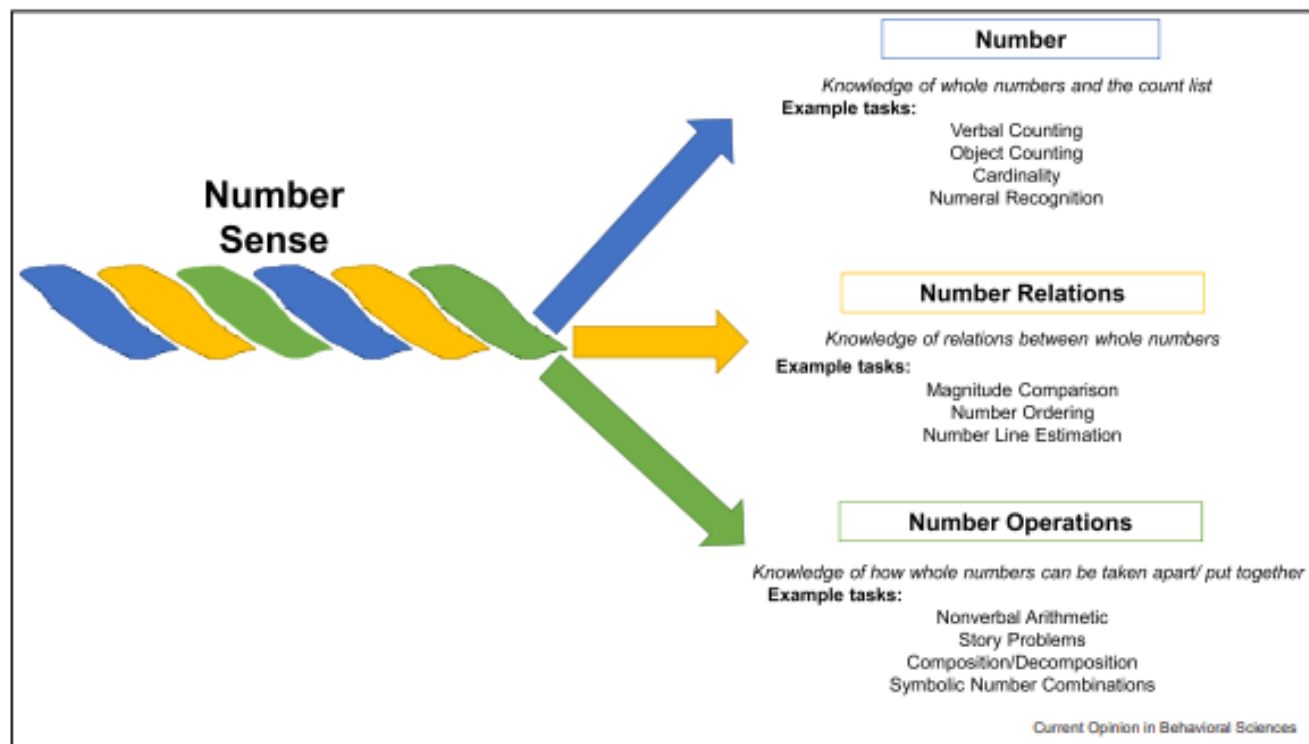 Number
Sense
Number
Knowledge of whole numbers and the count list
Example tasks:
Verbal Counting
Object Counting
Cardinality
Numeral Recognition
Number Relations
Knowledge of relations between whole numbers
Example tasks:
Magnitude Comparison
Number Ordering
Number Line Estimation
Number Operations
Knowledge of how whole numbers can be taken apart/ put together
Example tasks:
Nonverbal Arithmetic
Story Problems
Composition/Decomposition
Symbolic Number Combinations
Current Opinion in Behavioral Sciences